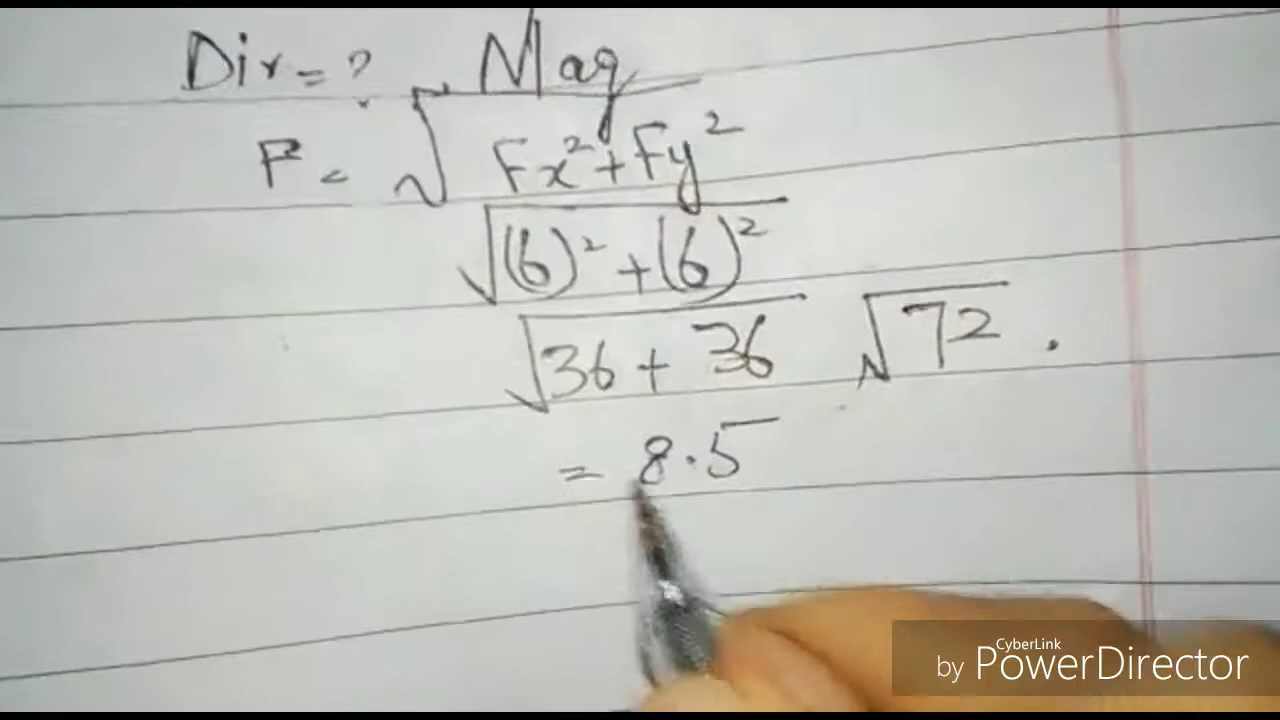 Dir = ? Mag
F = √Fx² + Fy²
√(6)² + (6)²
√36 + 36 √72 .
= 8.5
CyberLink
by PowerDirector